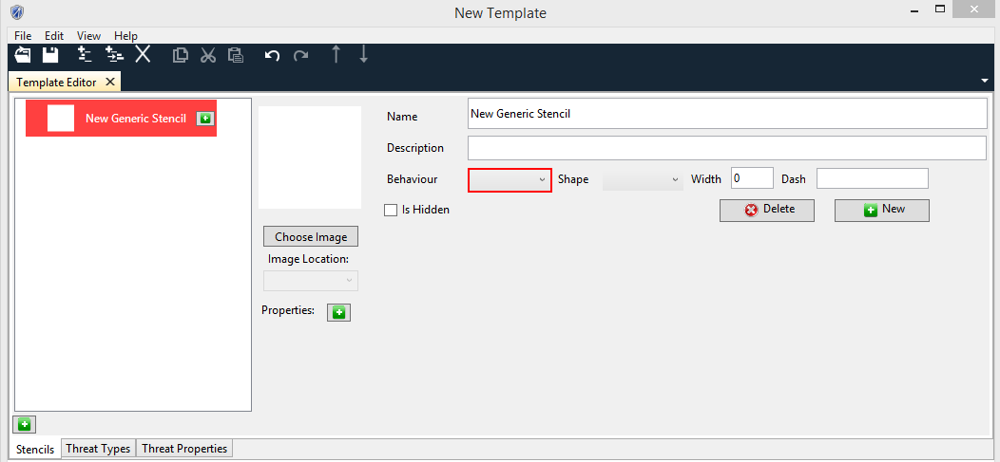 New Template
File Edit View Help
Template Editor
New Generic Stencil
Name New Generic Stencil
Description
Behaviour Shape Width 0 Dash
Is Hidden
Delete New
Choose Image
Image Location:
Properties:
Stencils Threat Types Threat Properties